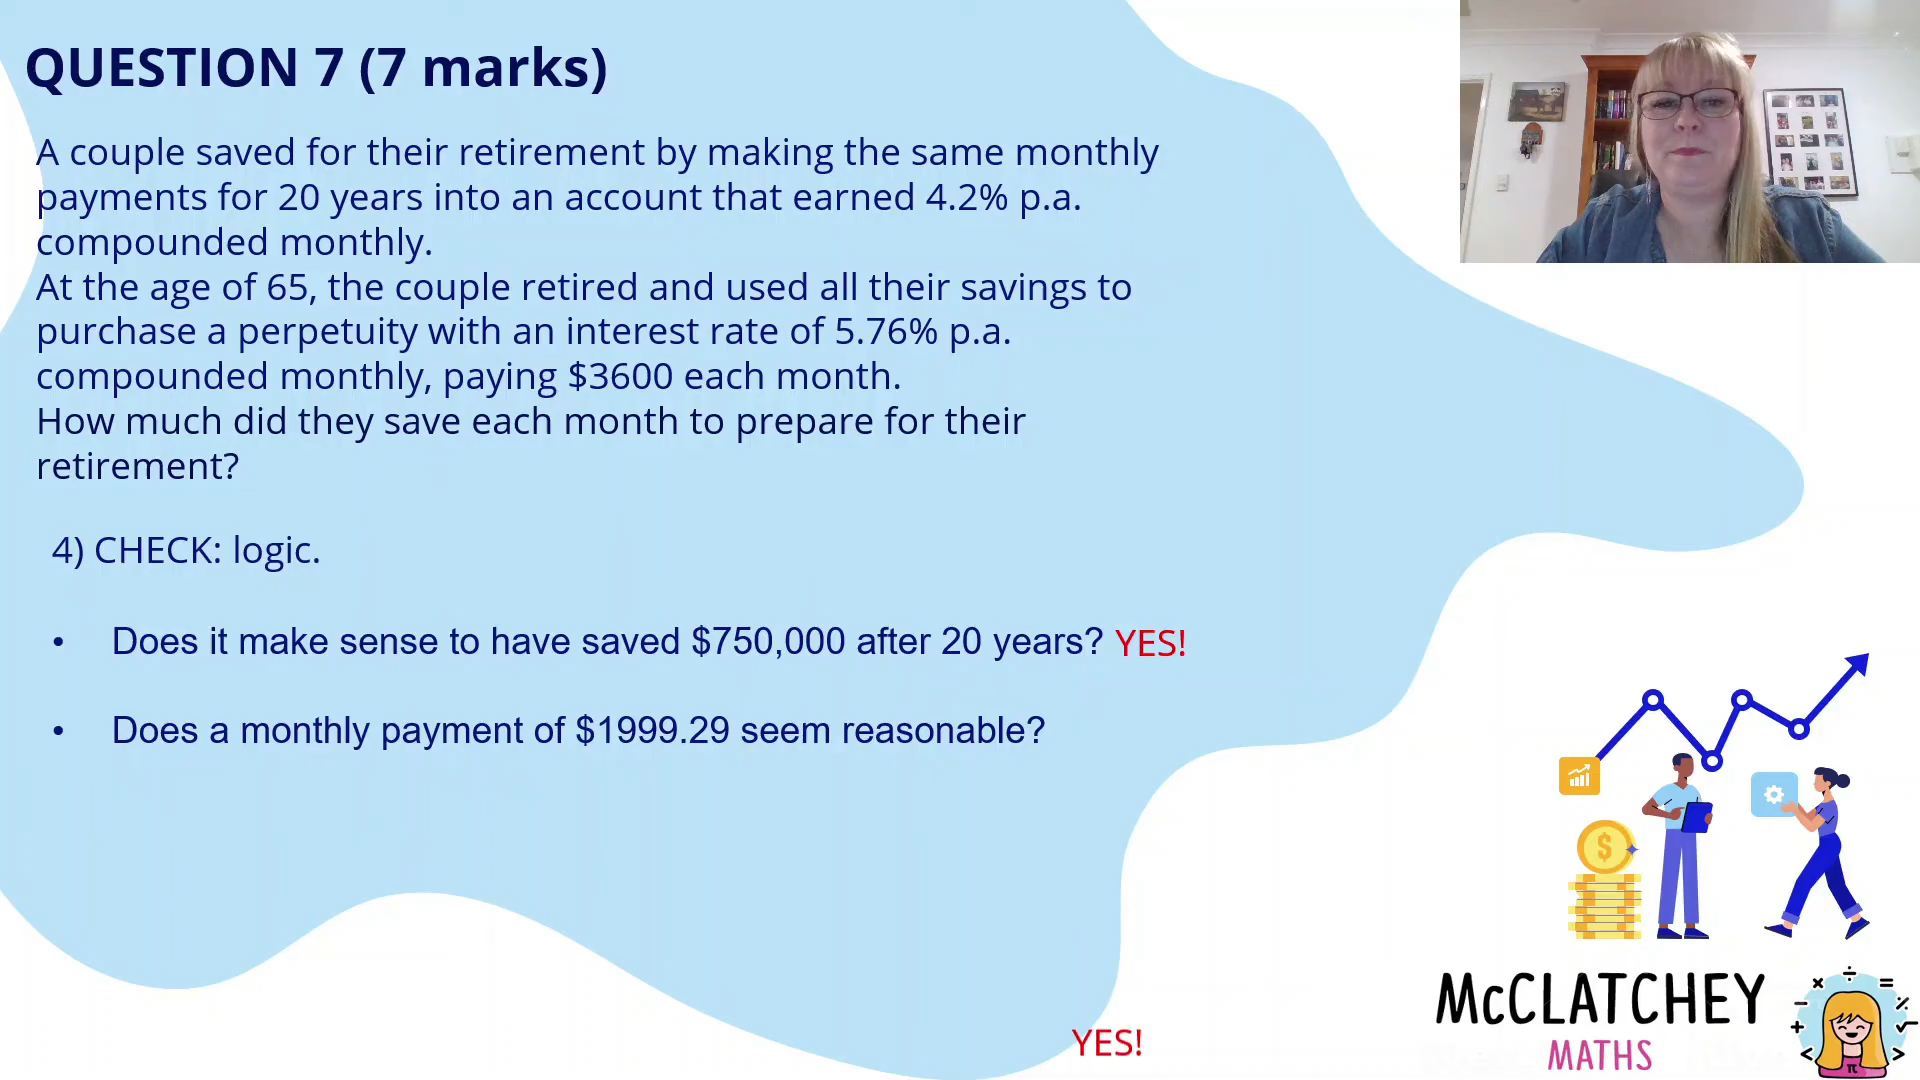 QUESTION 7 (7 marks)
A couple saved for their retirement by making the same monthly
payments for 20 years into an account that earned 4.2% p.a.
compounded monthly.
At the age of 65, the couple retired and used all their savings to
purchase a perpetuity with an interest rate of 5.76% p.a.
compounded monthly, paying $3600 each month.
How much did they save each month to prepare for their
retirement?
4) CHECK: logic.
• Does it make sense to have saved $750,000 after 20 years? YES!
• Does a monthly payment of $1999.29 seem reasonable?
YES!
$
McCLATCHEY
MATHS
× ÷ =
− %
+ √
< π >